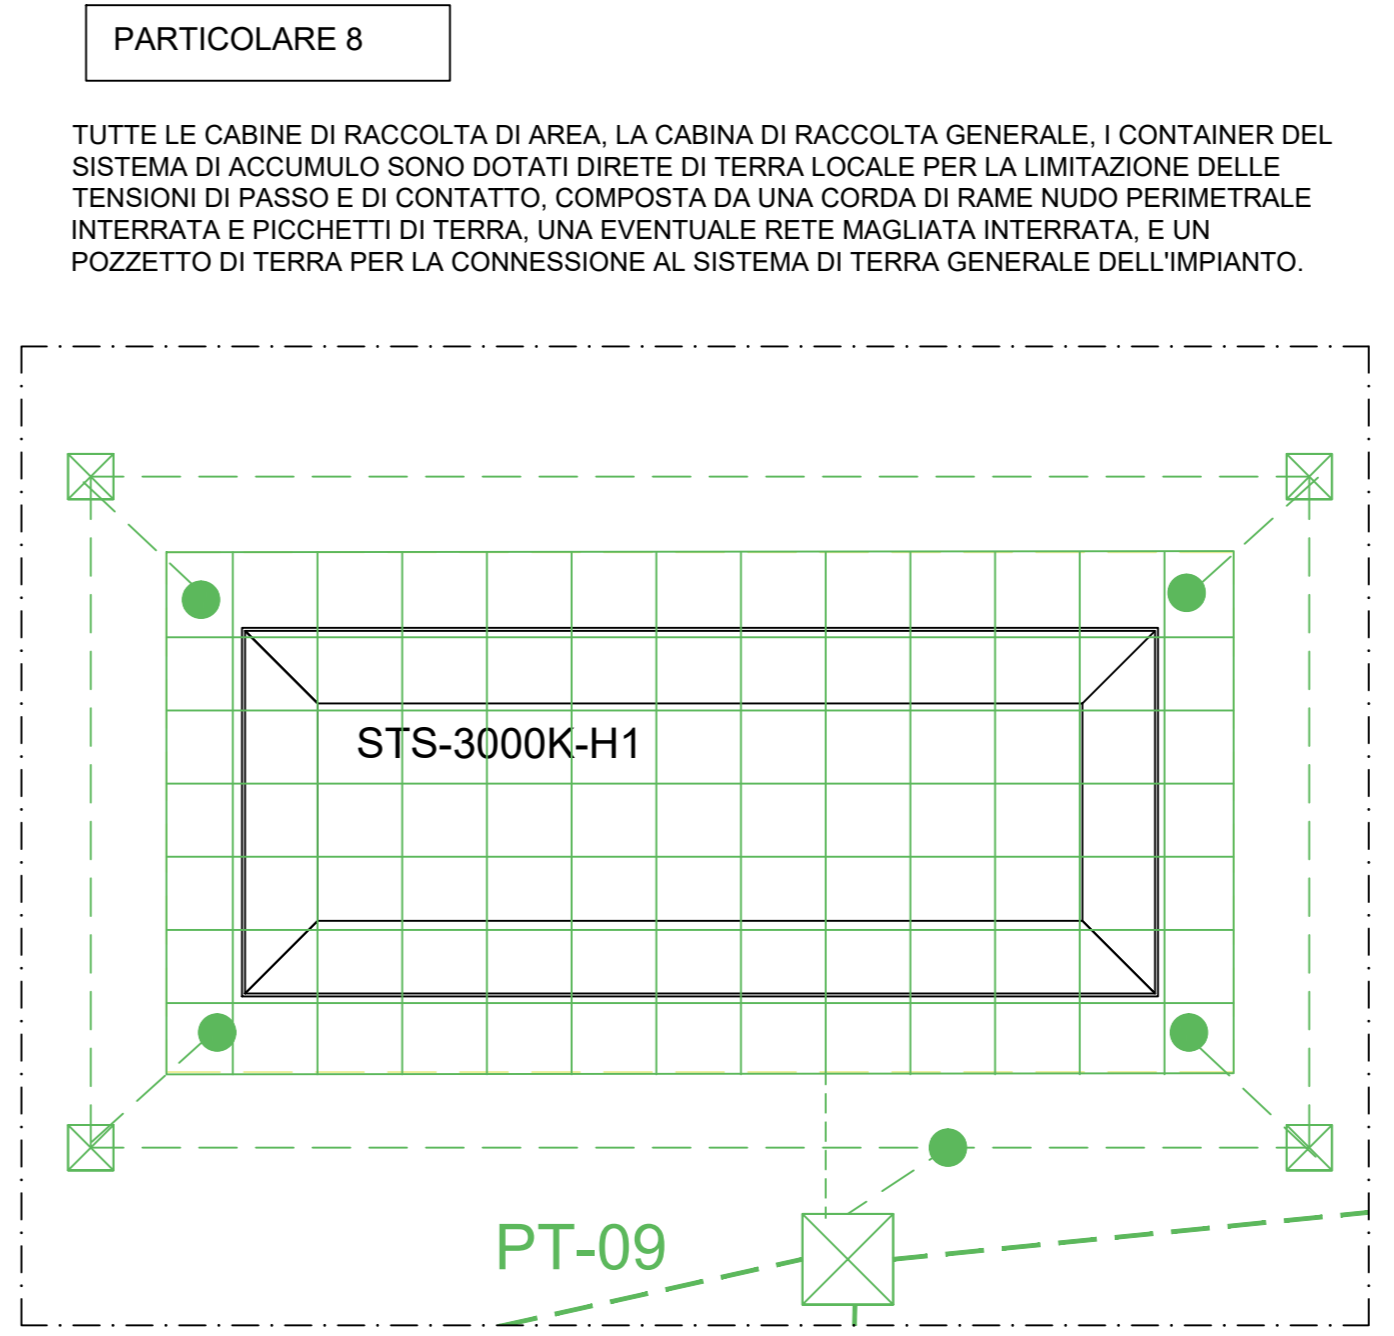 PARTICOLARE 8
TUTTE LE CABINE DI RACCOLTA DI AREA, LA CABINA DI RACCOLTA GENERALE, I CONTAINER DEL
SISTEMA DI ACCUMULO SONO DOTATI DIRETE DI TERRA LOCALE PER LA LIMITAZIONE DELLE
TENSIONI DI PASSO E DI CONTATTO, COMPOSTA DA UNA CORDA DI RAME NUDO PERIMETRALE
INTERRATA E PICCHETTI DI TERRA, UNA EVENTUALE RETE MAGLIATA INTERRATA, E UN
POZZETTO DI TERRA PER LA CONNESSIONE AL SISTEMA DI TERRA GENERALE DELL'IMPIANTO.
STS-3000K-H1
PT-09